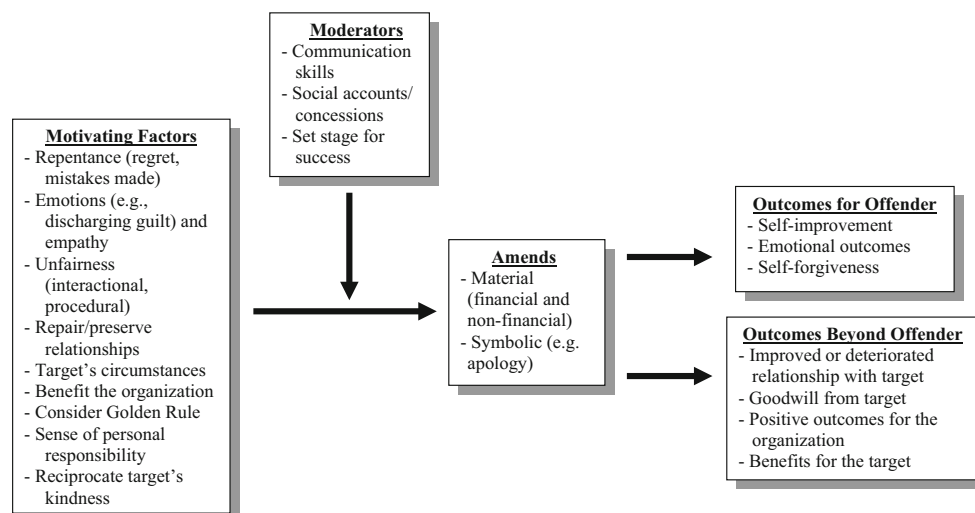 Moderators
- Communication
skills
- Social accounts/
concessions
- Set stage for
success
Motivating Factors
- Repentance (regret,
mistakes made)
- Emotions (e.g.,
discharging guilt) and
empathy
- Unfairness
(interactional,
procedural)
- Repair/preserve
relationships
- Target's circumstances
- Benefit the organization
- Consider Golden Rule
- Sense of personal
responsibility
- Reciprocate target's
kindness
Amends
- Material
(financial and
non-financial)
- Symbolic (e.g.
apology)
Outcomes for Offender
- Self-improvement
- Emotional outcomes
- Self-forgiveness
Outcomes Beyond Offender
- Improved or deteriorated
relationship with target
- Goodwill from target
- Positive outcomes for the
organization
- Benefits for the target